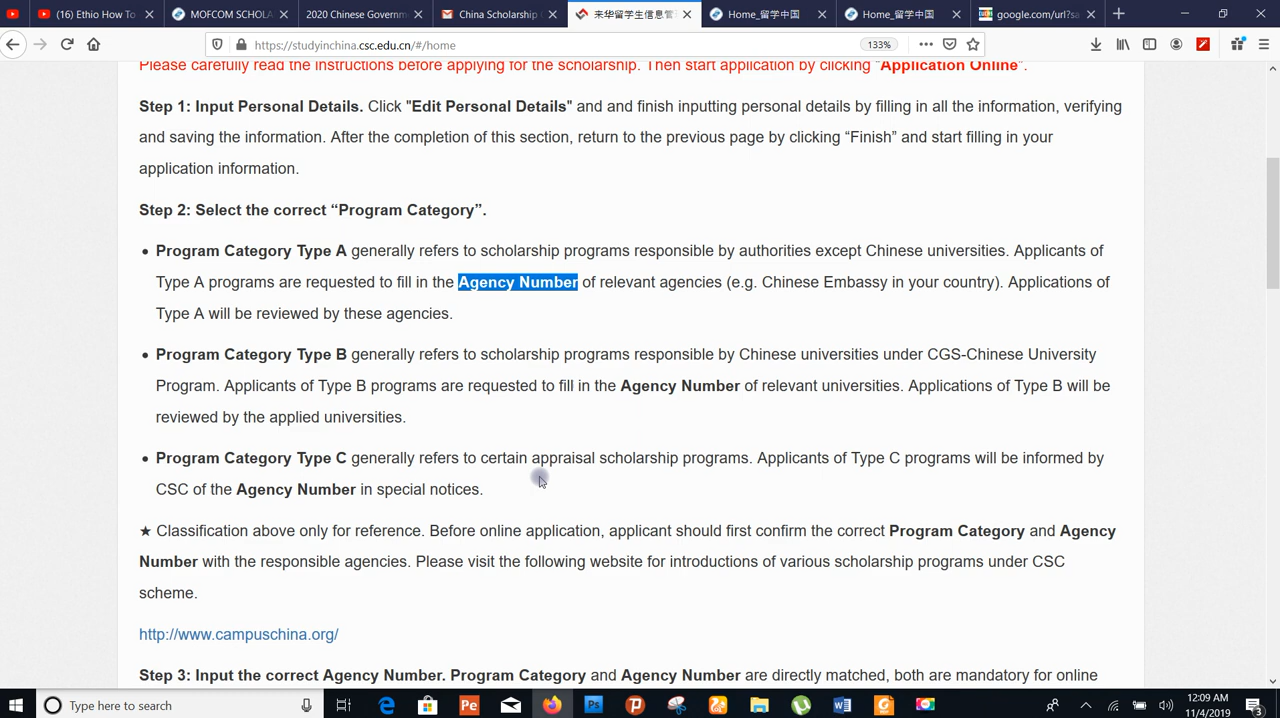 (16) Ethio How To
MOFCOM SCHOLA
2020 Chinese Governm
China Scholarship
来华留学生信息管
Home_留学中国
Home_留学中国
google.com/url?sa
https://studyinchina.csc.edu.cn/#/home
133%
Please carefully read the instructions before applying for the scholarship. Then start application by clicking "Application Online".
Step 1: Input Personal Details. Click "Edit Personal Details" and and finish inputting personal details by filling in all the information, verifying
and saving the information. After the completion of this section, return to the previous page by clicking “Finish” and start filling in your
application information.
Step 2: Select the correct “Program Category”.
Program Category Type A generally refers to scholarship programs responsible by authorities except Chinese universities. Applicants of
Type A programs are requested to fill in the Agency Number of relevant agencies (e.g. Chinese Embassy in your country). Applications of
Type A will be reviewed by these agencies.
Program Category Type B generally refers to scholarship programs responsible by Chinese universities under CGS-Chinese University
Program. Applicants of Type B programs are requested to fill in the Agency Number of relevant universities. Applications of Type B will be
reviewed by the applied universities.
Program Category Type C generally refers to certain appraisal scholarship programs. Applicants of Type C programs will be informed by
CSC of the Agency Number in special notices.
★ Classification above only for reference. Before online application, applicant should first confirm the correct Program Category and Agency
Number with the responsible agencies. Please visit the following website for introductions of various scholarship programs under CSC
scheme.
http://www.campuschina.org/
Step 3: Input the correct Agency Number. Program Category and Agency Number are directly matched, both are mandatory for online
Type here to search
Pe
12:09 AM
11/4/2019
3